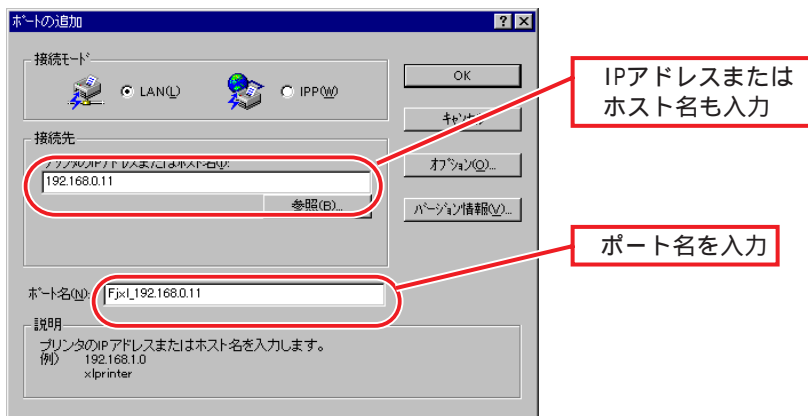 ポートの追加
接続モード
LAN(L)
IPP(W)
OK
キャンセル
接続先
プリンタのIPアドレスまたはホスト名(I):
192.168.0.11
参照(B)...
オプション(O)...
バージョン情報(V)...
ポート名(N):
Fjxl_192.168.0.11
説明
プリンタのIPアドレスまたはホスト名を入力します。
例) 192.168.1.0
xlprinter
IPアドレスまたは
ホスト名も入力
ポート名を入力